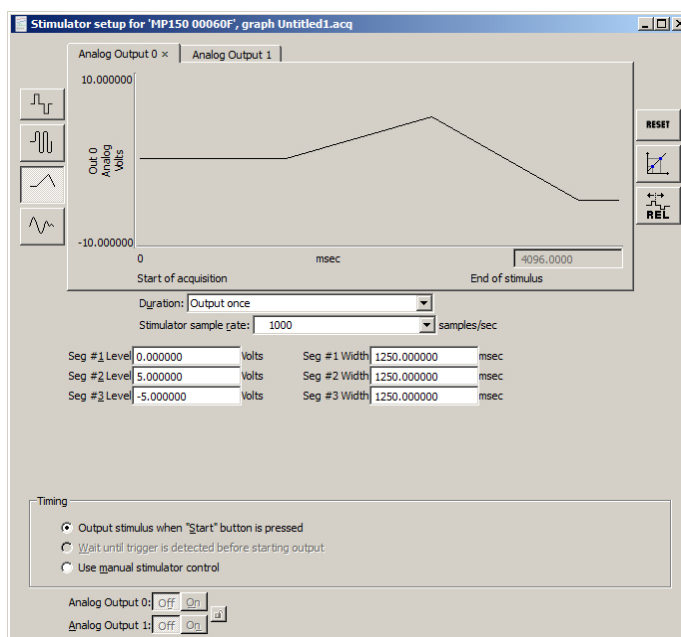 Stimulator setup for 'MP150 00060F', graph Untitled1.acq
Analog Output 0 ×
Analog Output 1
10.000000
Out 0
Analog
Volts
-10.000000
0
msec
4096.0000
Start of acquisition
End of stimulus
RESET
REL
Duration: Output once
Stimulator sample rate: 1000 samples/sec
Seg #1 Level 0.000000 Volts Seg #1 Width 1250.000000 msec
Seg #2 Level 5.000000 Volts Seg #2 Width 1250.000000 msec
Seg #3 Level -5.000000 Volts Seg #3 Width 1250.000000 msec
Timing
Output stimulus when "Start" button is pressed
Wait until trigger is detected before starting output
Use manual stimulator control
Analog Output 0: Off On
Analog Output 1: Off On